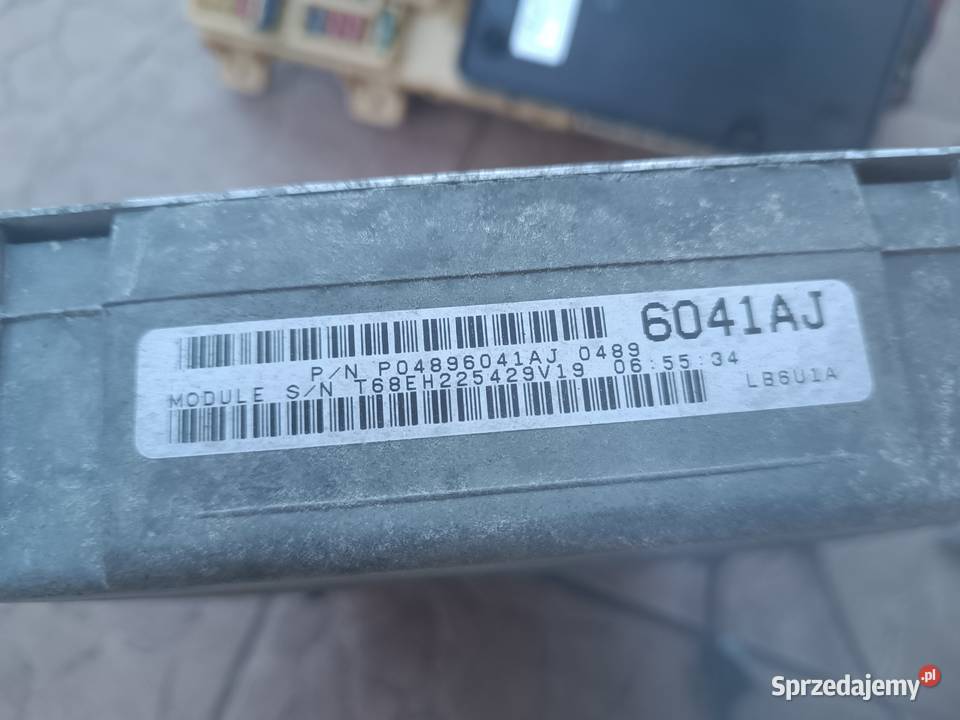 6041AJ
P/N P04896041AJ 0489
MODULE S/N T68EH225429V19 06:55:34
LB6U1A
Sprzedajemy.pl